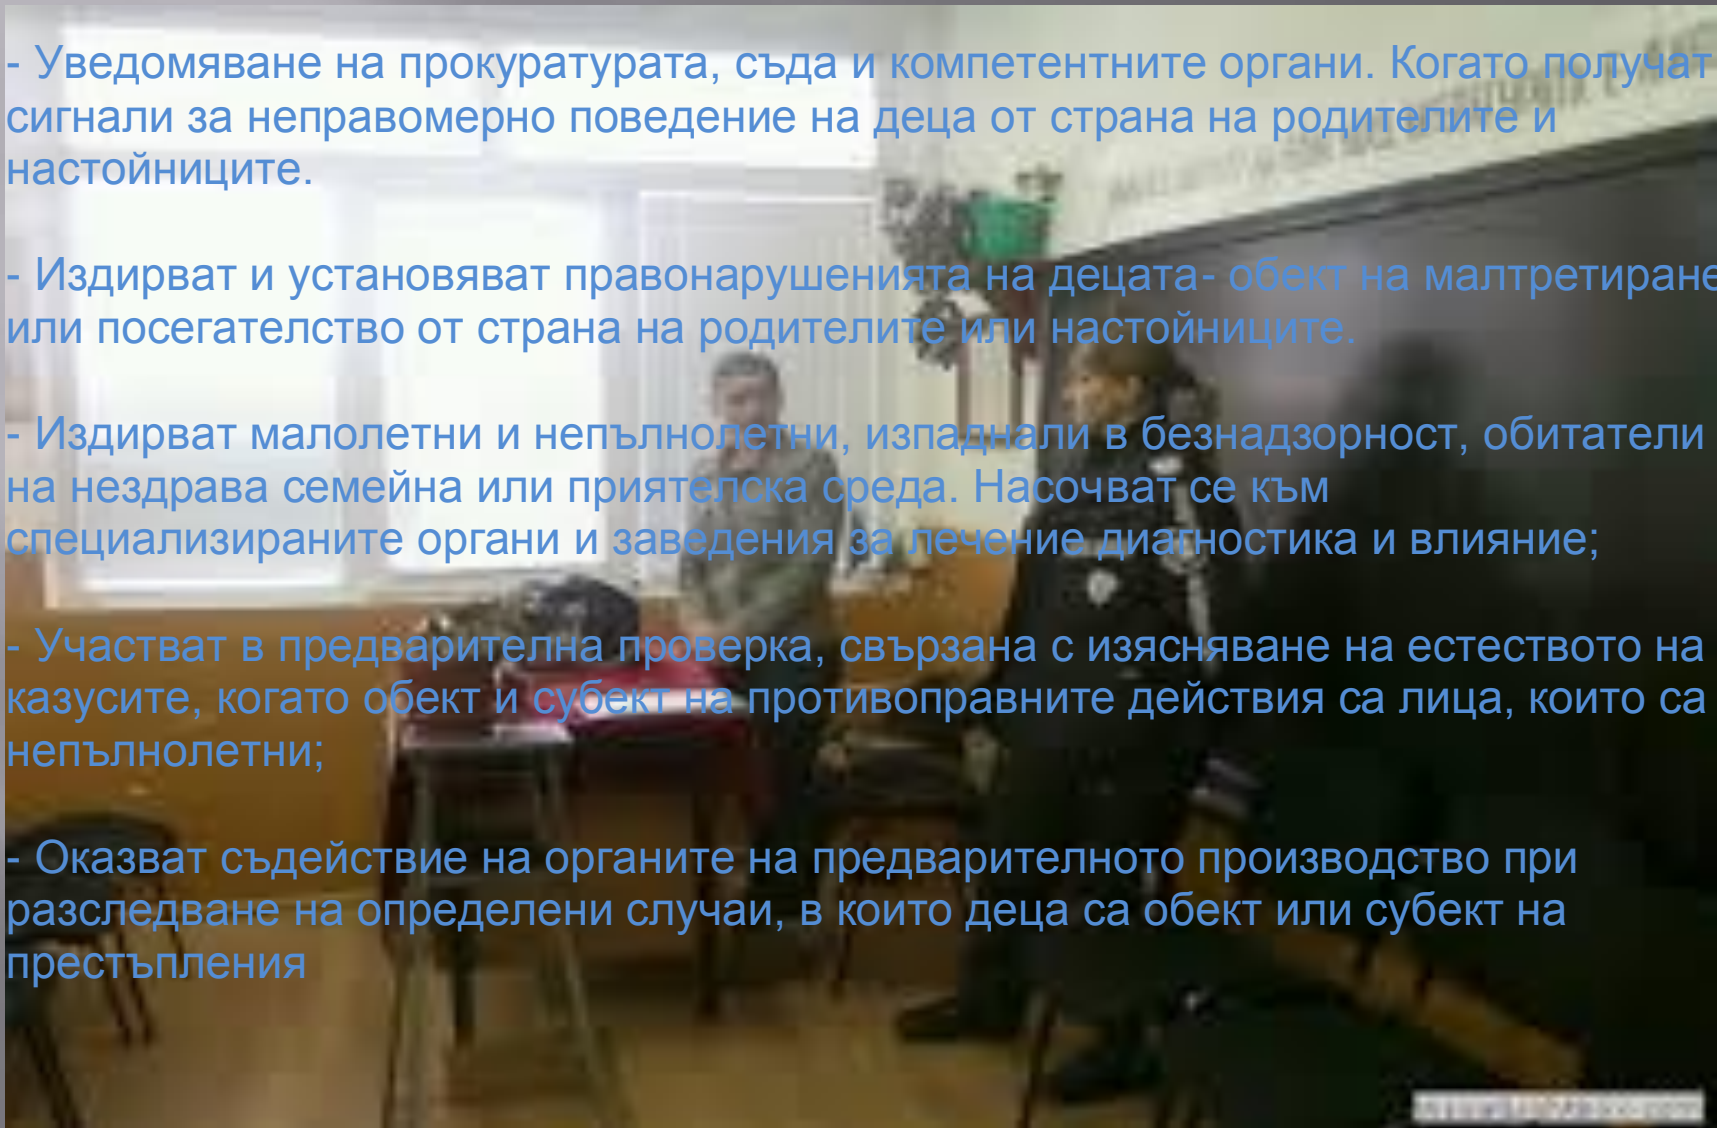 - Уведомяване на прокуратурата, съда и компетентните органи. Когато получат
сигнали за неправомерно поведение на деца от страна на родителите и
настойниците.
- Издирват и установяват правонарушенията на децата- обект на малтретиране
или посегателство от страна на родителите или настойниците.
- Издирват малолетни и непълнолетни, изпаднали в безнадзорност, обитатели
на нездрава семейна или приятелска среда. Насочват се към
специализираните органи и заведения за лечение диагностика и влияние;
- Участват в предварителна проверка, свързана с изясняване на естеството на
казусите, когато обект и субект на противоправните действия са лица, които са
непълнолетни;
- Оказват съдействие на органите на предварителното производство при
разследване на определени случаи, в които деца са обект или субект на
престъпления